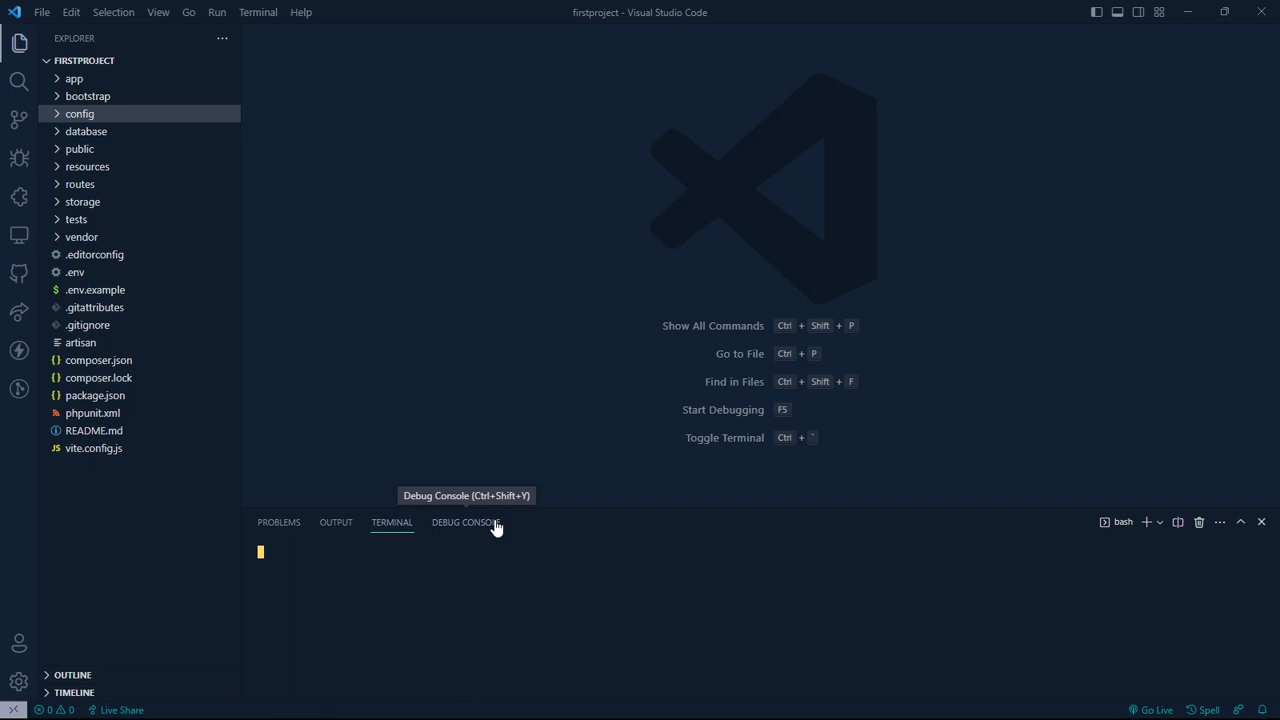 File Edit Selection View Go Run Terminal Help
firstproject - Visual Studio Code
EXPLORER
FIRSTPROJECT
app
bootstrap
config
database
public
resources
routes
storage
tests
vendor
.editorconfig
.env
$ .env.example
.gitattributes
.gitignore
artisan
{} composer.json
{} composer.lock
{} package.json
phpunit.xml
README.md
JS vite.config.js
OUTLINE
TIMELINE
Show All Commands Ctrl + Shift + P
Go to File Ctrl + P
Find in Files Ctrl + Shift + F
Start Debugging F5
Toggle Terminal Ctrl + `
Debug Console (Ctrl+Shift+Y)
PROBLEMS OUTPUT TERMINAL DEBUG CONSOLE
bash
0 0 Live Share
Go Live Spell